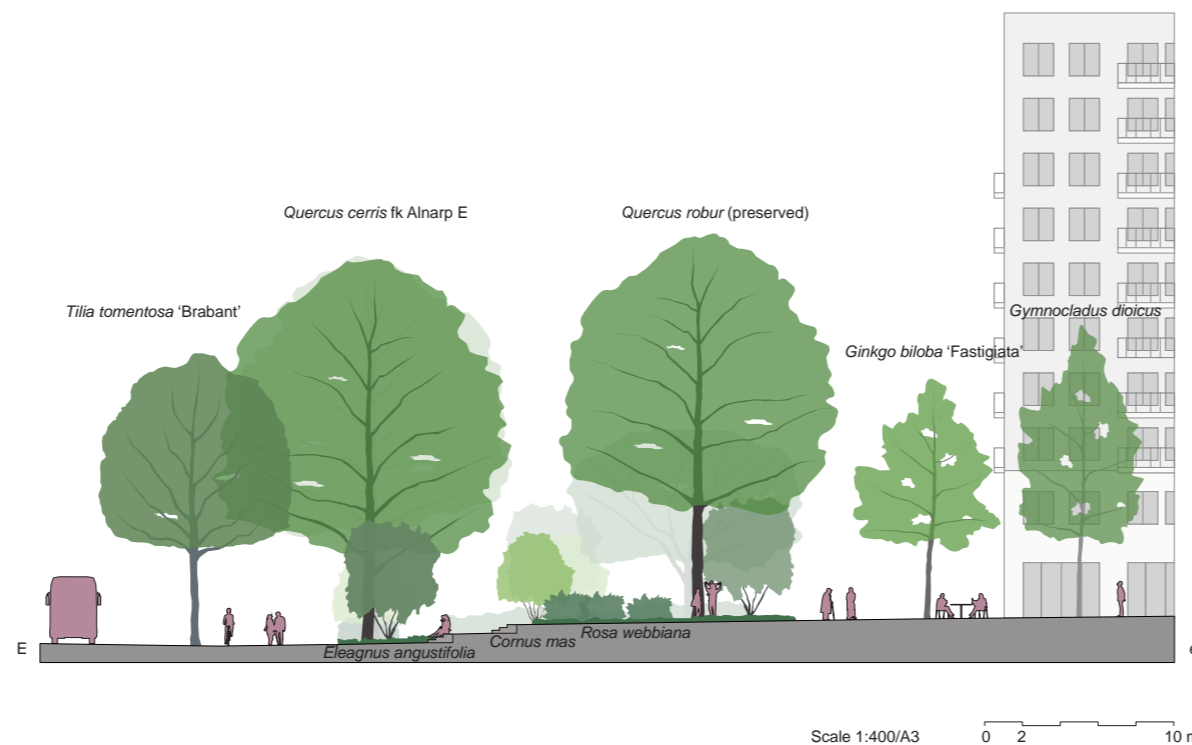 Quercus cerris fk Alnarp E
Quercus robur (preserved)
Tilia tomentosa ‘Brabant’
Gymnocladus dioicus
Ginkgo biloba ‘Fastigiata’
Rosa webbiana
Cornus mas
Eleagnus angustifolia
E
e
Scale 1:400/A3
0 2 10 m